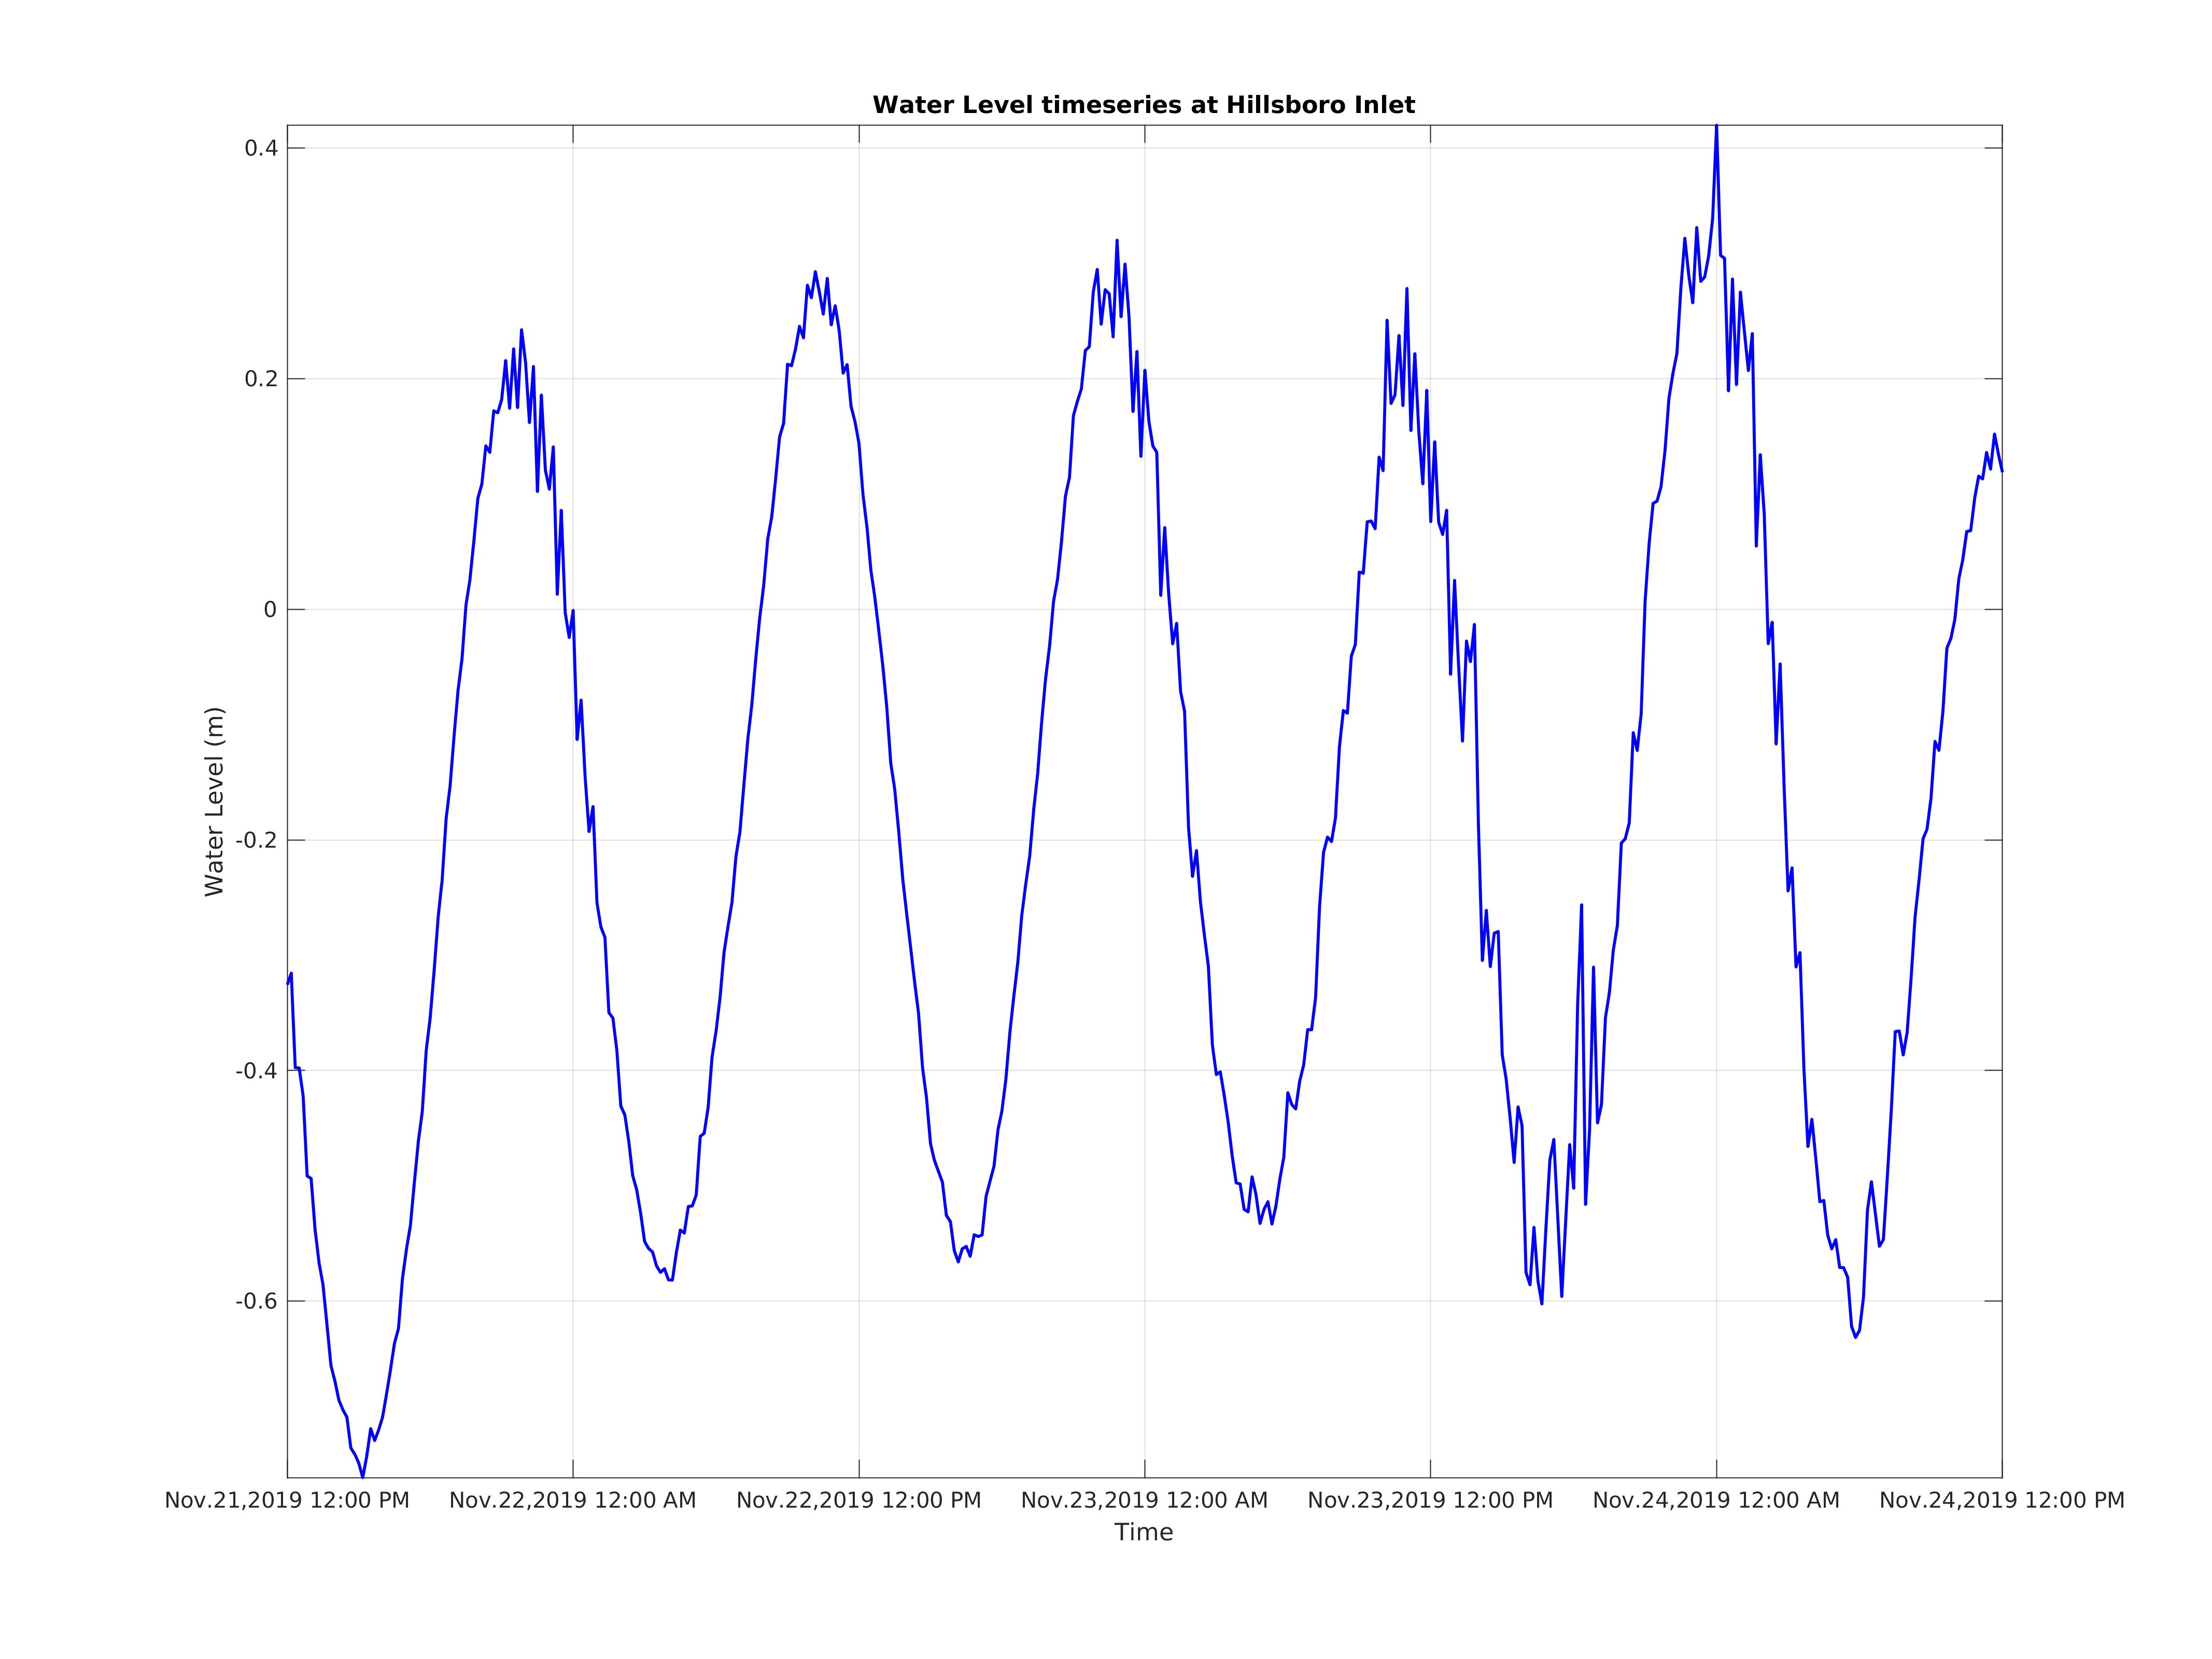 Water Level timeseries at Hillsboro Inlet
0.4
0.2
0
-0.2
-0.4
-0.6
Water Level (m)
Nov.21,2019 12:00 PM Nov.22,2019 12:00 AM Nov.22,2019 12:00 PM Nov.23,2019 12:00 AM Nov.23,2019 12:00 PM Nov.24,2019 12:00 AM Nov.24,2019 12:00 PM
Time